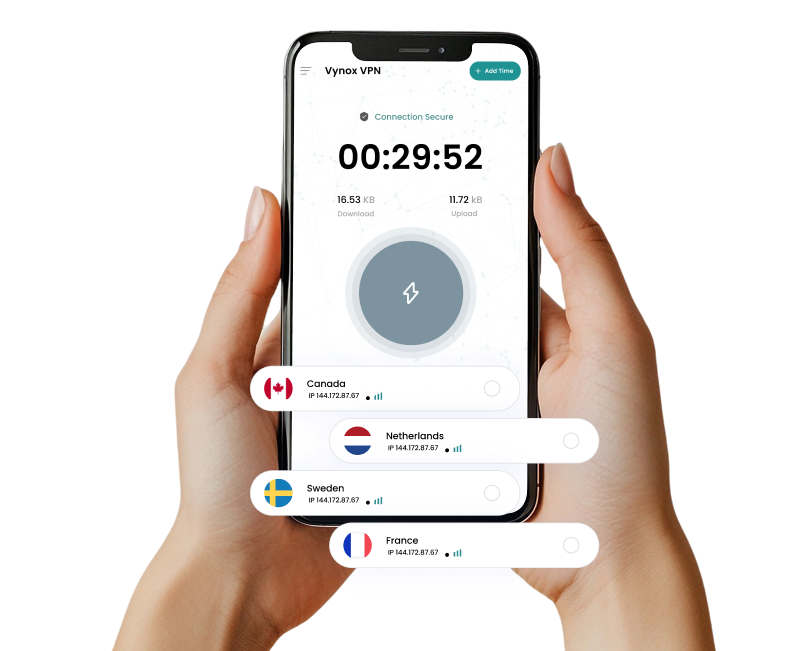 Vynox VPN
+ Add Time
Connection Secure
00:29:52
16.53 KB
11.72 kB
Download
Upload
Canada
IP 144.172.87.67
Netherlands
IP 144.172.87.67
Sweden
IP 144.172.87.67
France
IP 144.172.87.67